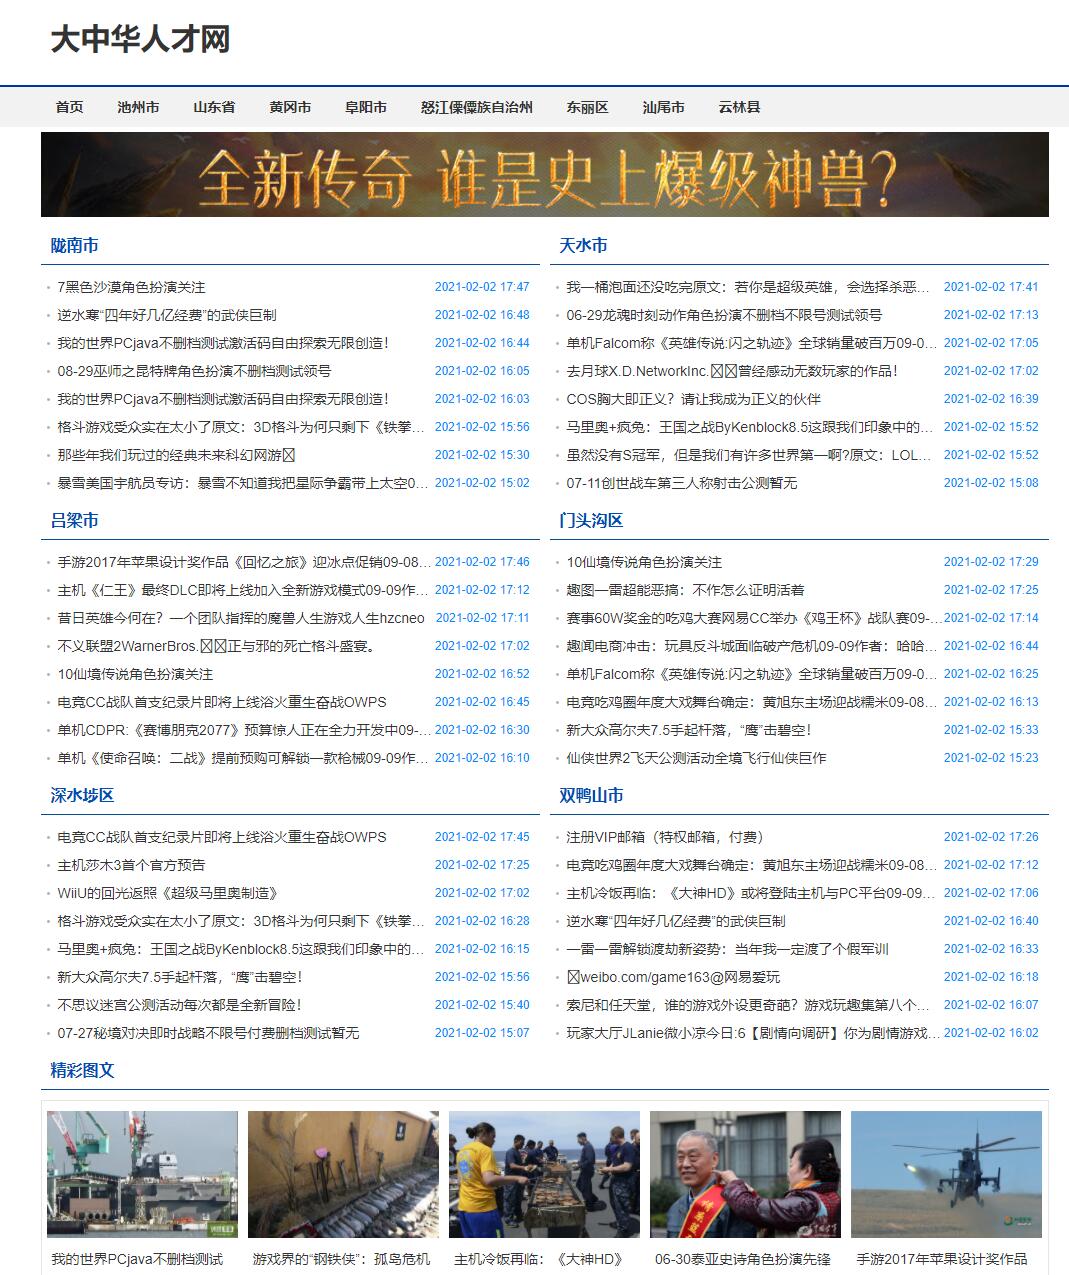 大中华人才网
首页 池州市 山东省 黄冈市 阜阳市 怒江傈僳族自治州 东丽区 汕尾市 云林县
全新传奇 谁是史上爆级神兽?
陇南市
7黑色沙漠角色扮演关注 2021-02-02 17:47
逆水寒“四年好几亿经费”的武侠巨制 2021-02-02 16:48
我的世界PCjava不删档测试激活码自由探索无限创造！ 2021-02-02 16:44
08-29巫师之昆特牌角色扮演不删档测试领号 2021-02-02 16:05
我的世界PCjava不删档测试激活码自由探索无限创造！ 2021-02-02 16:03
格斗游戏受众实在太小了原文：3D格斗为何只剩下《铁拳... 2021-02-02 15:56
那些年我们玩过的经典未来科幻网游 2021-02-02 15:30
暴雪美国宇航员专访：暴雪不知道我把星际争霸带上太空0... 2021-02-02 15:02
天水市
我一桶泡面还没吃完原文：若你是超级英雄，会选择杀恶... 2021-02-02 17:41
06-29龙魂时刻动作角色扮演不删档不限号测试领号 2021-02-02 17:13
单机Falcom称《英雄传说:闪之轨迹》全球销量破百万09-0... 2021-02-02 17:05
去月球X.D.NetworkInc.曾经感动无数玩家的作品！ 2021-02-02 17:02
COS胸大即正义？请让我成为正义的伙伴 2021-02-02 16:39
马里奥+疯兔：王国之战ByKenblock8.5这跟我们印象中的... 2021-02-02 15:52
虽然没有S冠军，但是我们有许多世界第一啊?原文：LOL... 2021-02-02 15:52
07-11创世战车第三人称射击公测暂无 2021-02-02 15:08
吕梁市
手游2017年苹果设计奖作品《回忆之旅》迎冰点促销09-08... 2021-02-02 17:46
主机《仁王》最终DLC即将上线加入全新游戏模式09-09作... 2021-02-02 17:12
昔日英雄今何在？一个团队指挥的魔兽人生游戏人生hzcneo 2021-02-02 17:11
不义联盟2WarnerBros.正与邪的死亡格斗盛宴。 2021-02-02 17:02
10仙境传说角色扮演关注 2021-02-02 16:52
电竞CC战队首支纪录片即将上线浴火重生奋战OWPS 2021-02-02 16:45
单机CDPR:《赛博朋克2077》预算惊人正在全力开发中09-... 2021-02-02 16:30
单机《使命召唤：二战》提前预购可解锁一款枪械09-09作... 2021-02-02 16:10
门头沟区
10仙境传说角色扮演关注 2021-02-02 17:29
趣图一雷超能恶搞：不作怎么证明活着 2021-02-02 17:25
赛事60W奖金的吃鸡大赛网易CC举办《鸡王杯》战队赛09-... 2021-02-02 17:14
趣闻电商冲击：玩具反斗城面临破产危机09-09作者：哈哈... 2021-02-02 16:44
单机Falcom称《英雄传说:闪之轨迹》全球销量破百万09-0... 2021-02-02 16:25
电竞吃鸡圈年度大戏舞台确定：黄旭东主场迎战糯米09-08... 2021-02-02 16:13
新大众高尔夫7.5手起杆落，“鹰”击碧空！ 2021-02-02 15:33
仙侠世界2飞天公测活动全境飞行仙侠巨作 2021-02-02 15:23
深水埗区
电竞CC战队首支纪录片即将上线浴火重生奋战OWPS 2021-02-02 17:45
主机莎木3首个官方预告 2021-02-02 17:25
WiiU的回光返照《超级马里奥制造》 2021-02-02 17:02
格斗游戏受众实在太小了原文：3D格斗为何只剩下《铁拳... 2021-02-02 16:28
马里奥+疯兔：王国之战ByKenblock8.5这跟我们印象中的... 2021-02-02 16:15
新大众高尔夫7.5手起杆落，“鹰”击碧空！ 2021-02-02 15:56
不思议迷宫公测活动每次都是全新冒险！ 2021-02-02 15:40
07-27秘境对决即时战略不限号付费删档测试暂无 2021-02-02 15:07
双鸭山市
注册VIP邮箱（特权邮箱，付费） 2021-02-02 17:26
电竞吃鸡圈年度大戏舞台确定：黄旭东主场迎战糯米09-08... 2021-02-02 17:12
主机冷饭再临：《大神HD》或将登陆主机与PC平台09-09... 2021-02-02 17:06
逆水寒“四年好几亿经费”的武侠巨制 2021-02-02 16:40
一雷一雷解锁渡劫新姿势：当年我一定渡了个假军训 2021-02-02 16:33
weibo.com/game163@网易爱玩 2021-02-02 16:18
索尼和任天堂，谁的游戏外设更奇葩？游戏玩趣集第八个... 2021-02-02 16:07
玩家大厅JLanie微小凉今日:6【剧情向调研】你为剧情游戏... 2021-02-02 16:02
精彩图文
我的世界PCjava不删档测试
游戏界的“钢铁侠”：孤岛危机
主机冷饭再临：《大神HD》
06-30泰亚史诗角色扮演先锋
手游2017年苹果设计奖作品